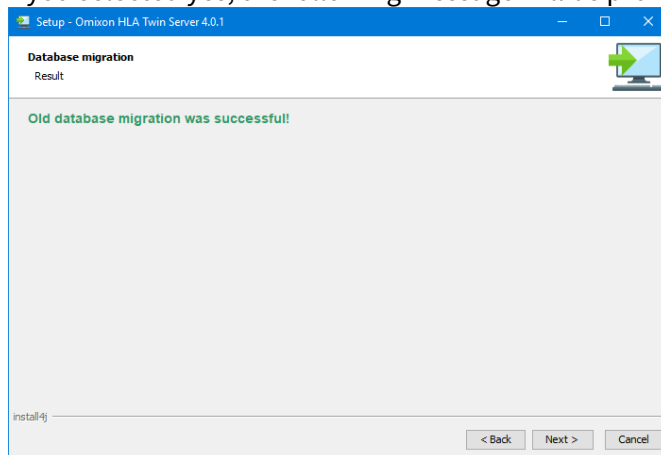 Setup - Omixon HLA Twin Server 4.0.1
Database migration
Result
Old database migration was successful!
install4j
< Back Next > Cancel